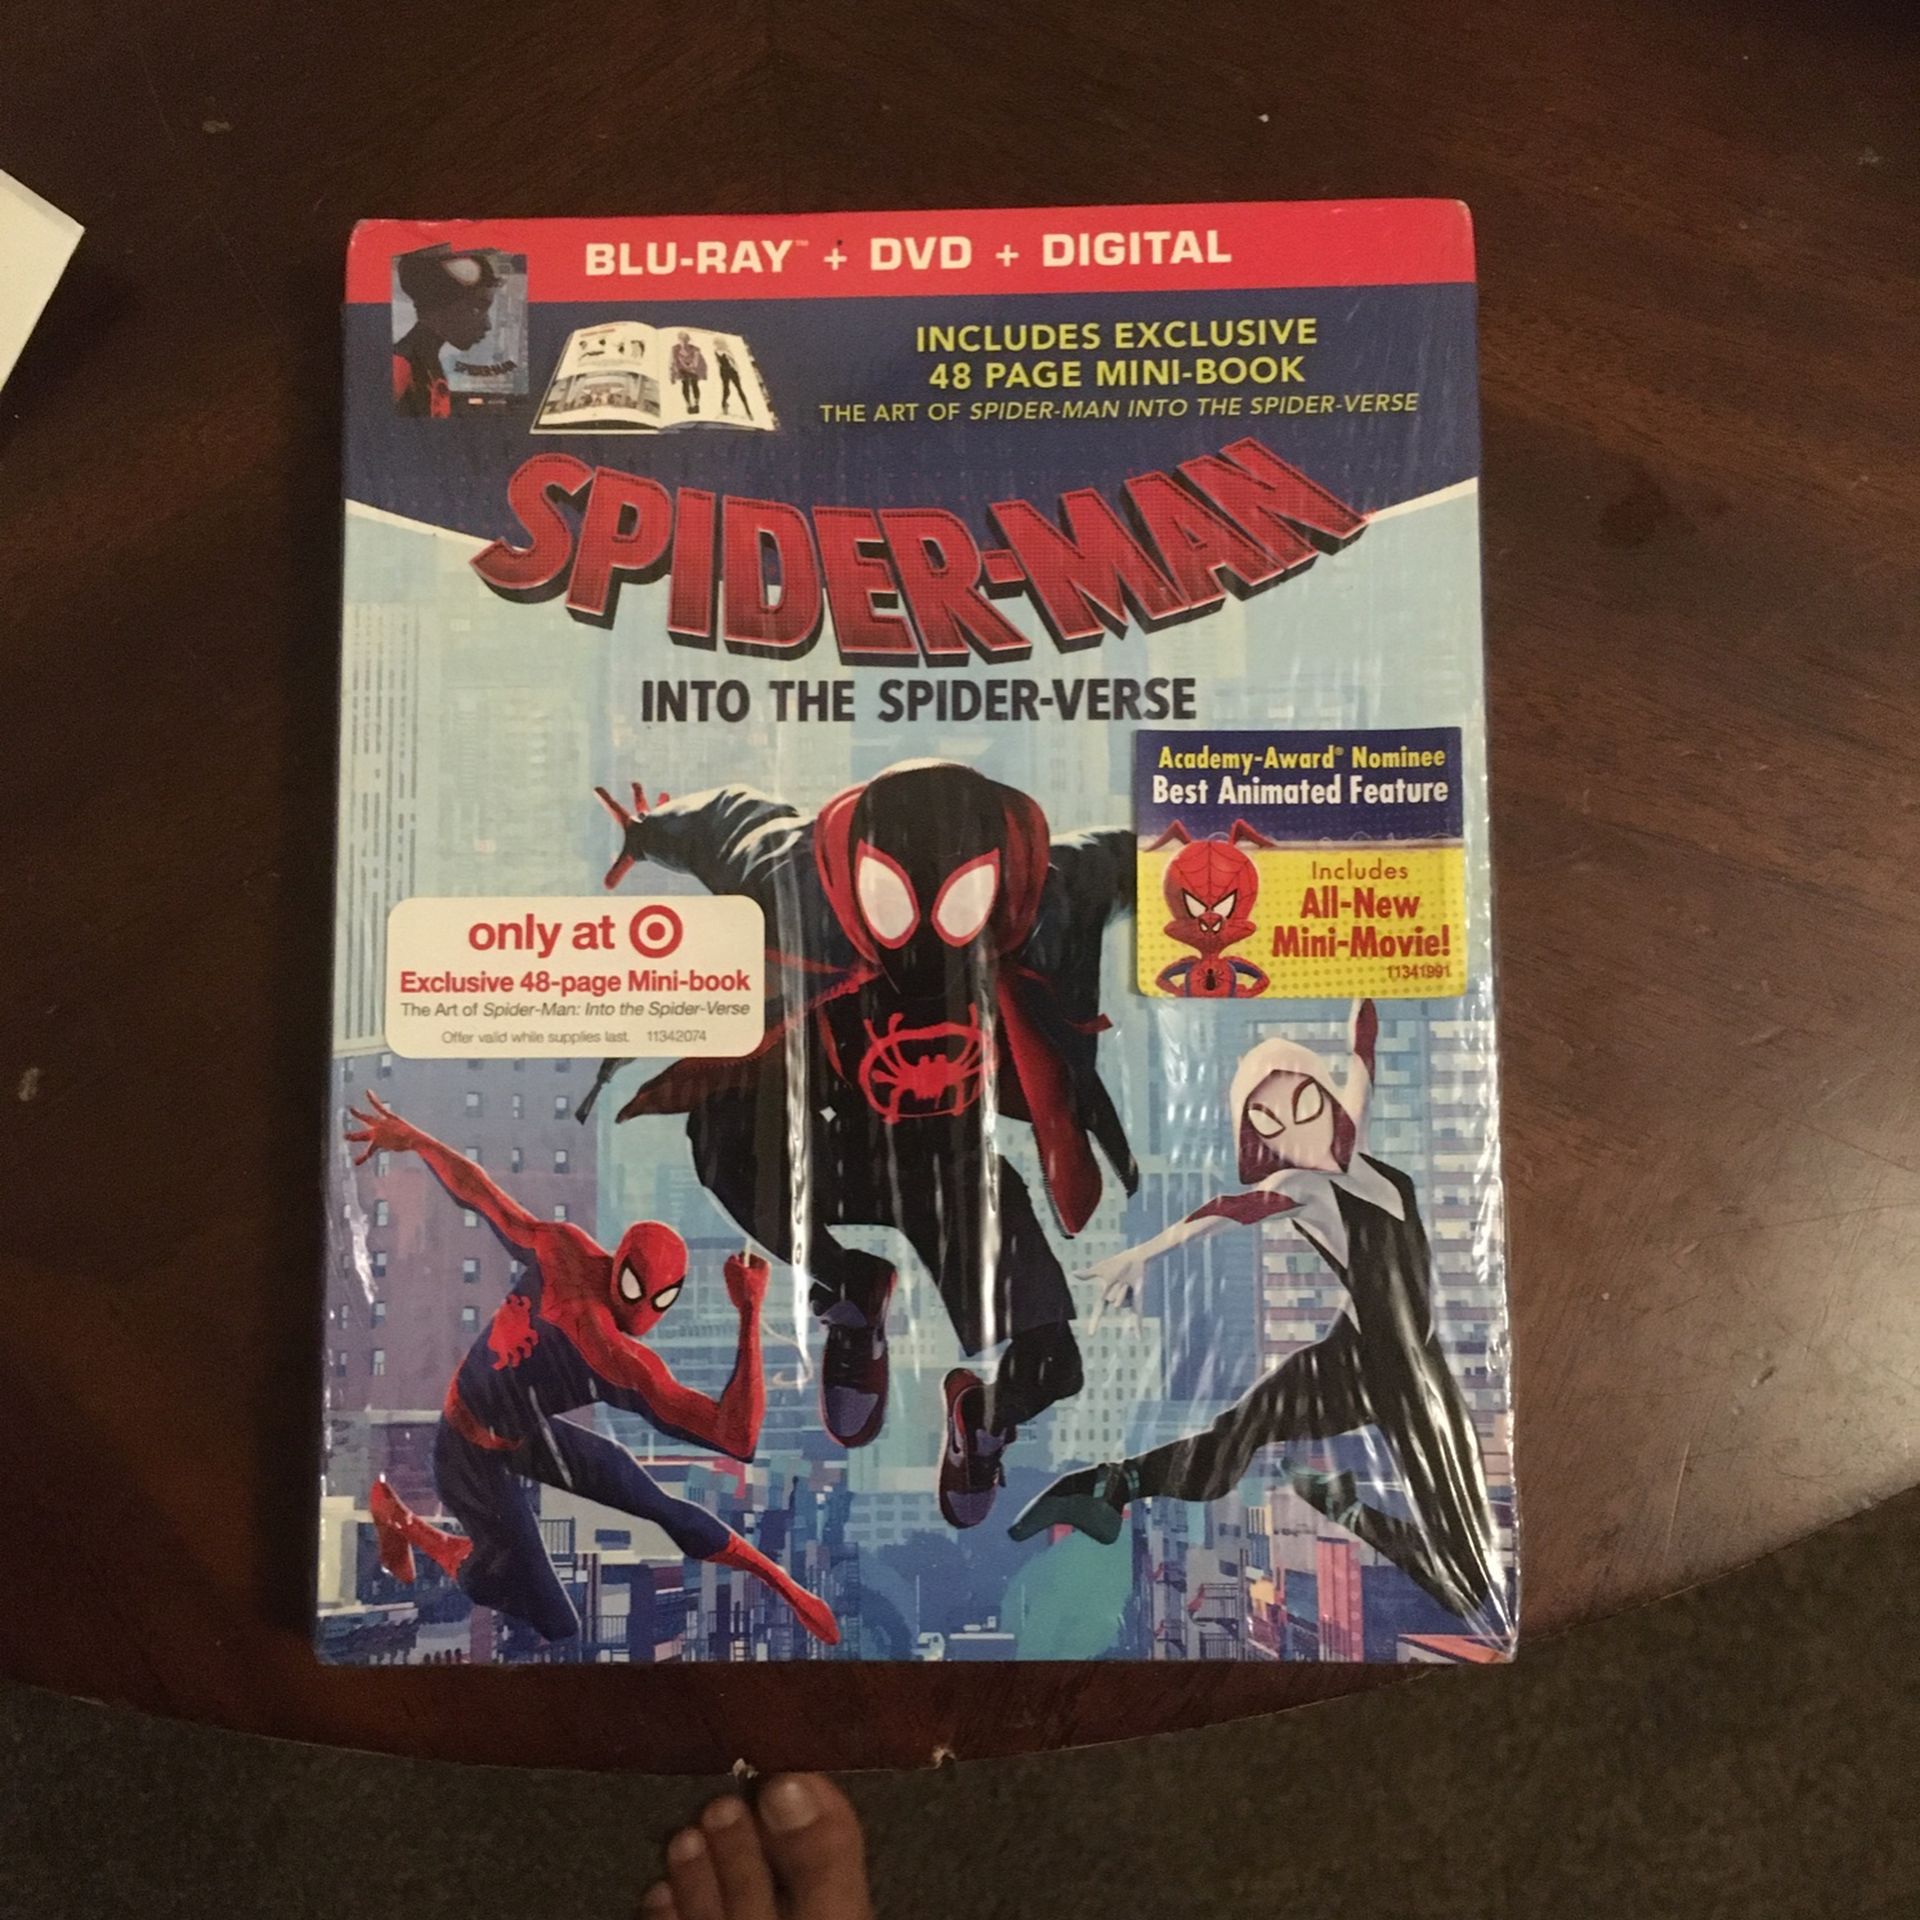 BLU-RAY™ + DVD + DIGITAL
INCLUDES EXCLUSIVE
48 PAGE MINI-BOOK
THE ART OF SPIDER-MAN INTO THE SPIDER-VERSE
SPIDER-MAN
SPIDER-MAN
INTO THE SPIDER-VERSE
Academy-Award® Nominee
Best Animated Feature
Includes
All-New
Mini-Movie!
11341991
only at
Exclusive 48-page Mini-book
The Art of Spider-Man: Into the Spider-Verse
Offer valid while supplies last. 11342074